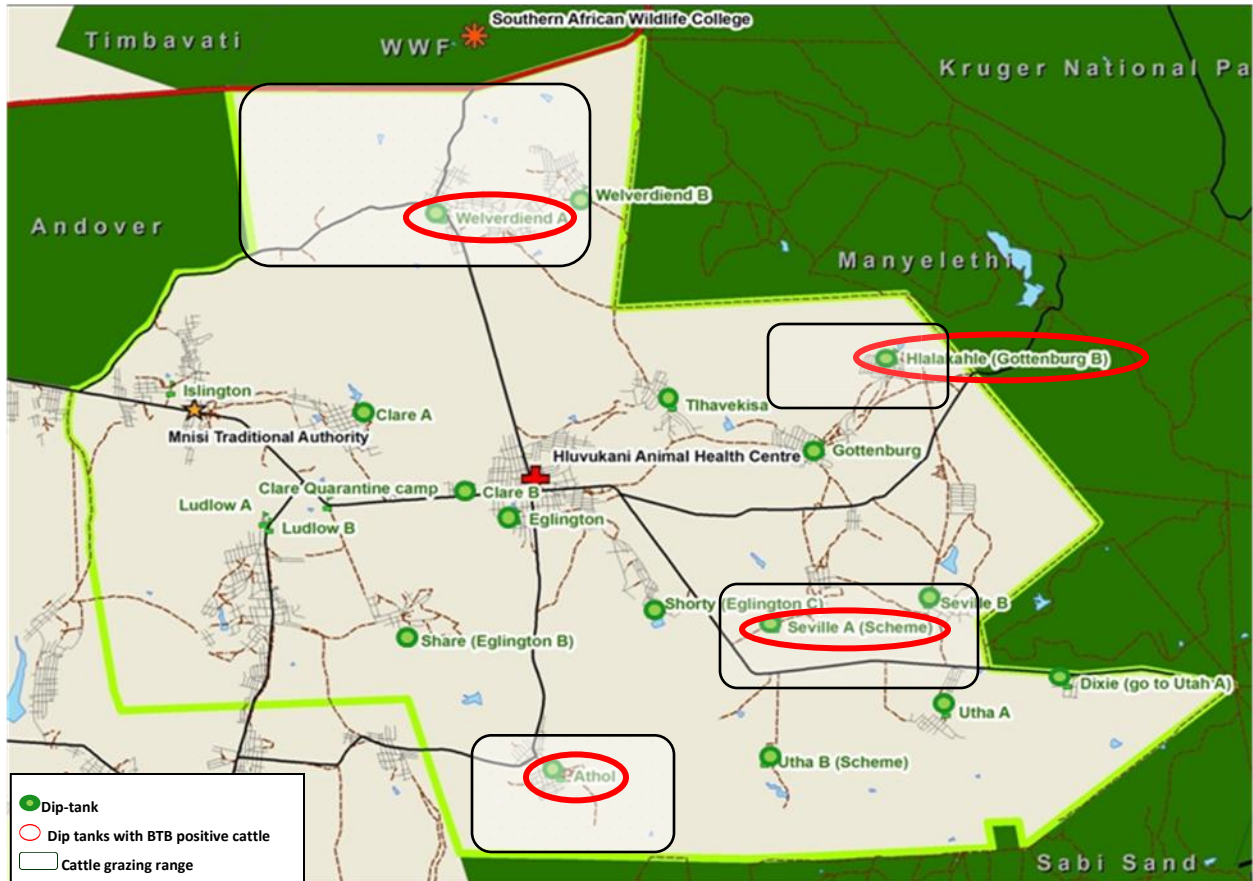 Southern African Wildlife College
Timbavati
WWF
Kruger National Pa
Welverdiend B
Welverdiend A
Andover
Manyelethi
Hlalakahle (Gottenburg B)
Islington
Tlhavekisa
Clare A
Mnisi Traditional Authority
Hluvukani Animal Health Centre
Gottenburg
Clare Quarantine camp
Clare B
Ludlow A
Ludlow B
Eglington
Shorty (Eglington C)
Seville B
Seville A (Scheme)
Share (Eglington B)
Dixie (go to Utah A)
Utha A
Utha B (Scheme)
Athol
Dip-tank
Dip tanks with BTB positive cattle
Cattle grazing range
Sabi Sand